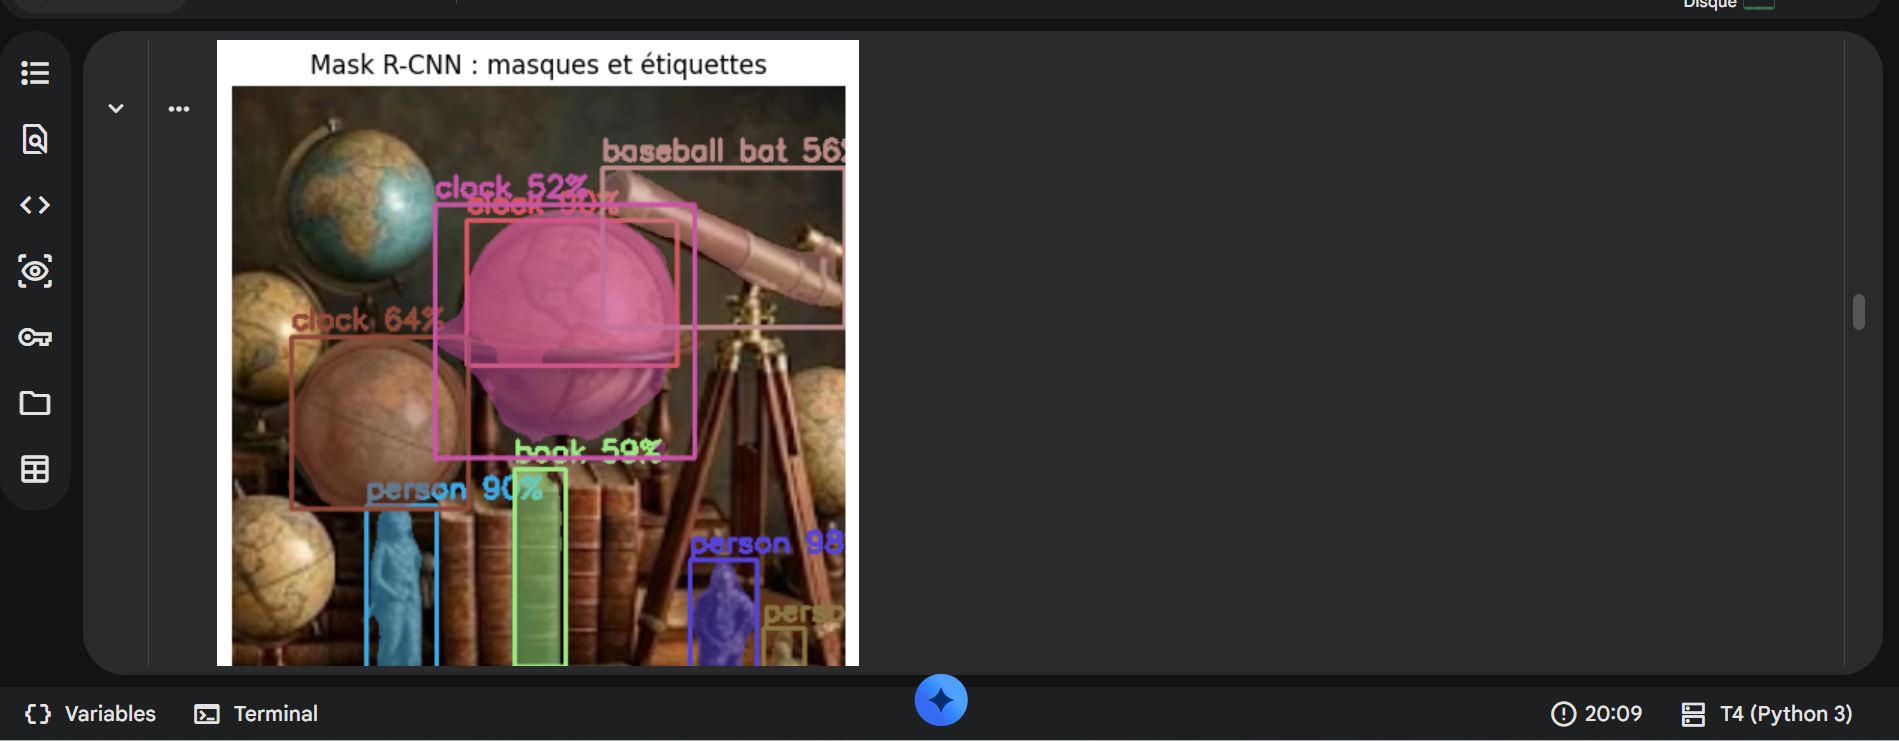 Disque
Mask R-CNN : masques et étiquettes
baseball bat 56%
clock 52%
clock 64%
book 59%
person 90%
person 98
perso
Variables
Terminal
20:09
T4 (Python 3)